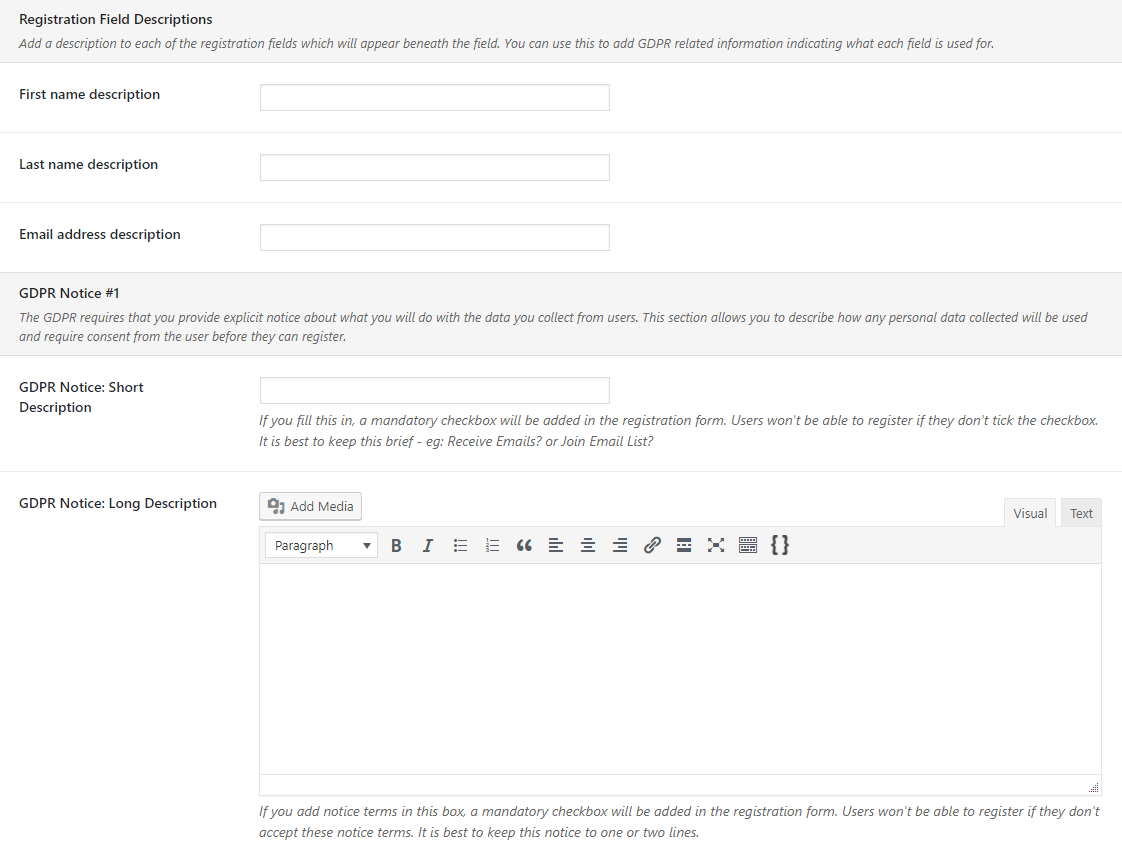 Registration Field Descriptions
Add a description to each of the registration fields which will appear beneath the field. You can use this to add GDPR related information indicating what each field is used for.
First name description
Last name description
Email address description
GDPR Notice #1
The GDPR requires that you provide explicit notice about what you will do with the data you collect from users. This section allows you to describe how any personal data collected will be used
and require consent from the user before they can register.
GDPR Notice: Short
Description
If you fill this in, a mandatory checkbox will be added in the registration form. Users won't be able to register if they don't tick the checkbox.
It is best to keep this brief - eg: Receive Emails? or Join Email List?
GDPR Notice: Long Description
Add Media
Visual
Text
Paragraph
If you add notice terms in this box, a mandatory checkbox will be added in the registration form. Users won't be able to register if they don't
accept these notice terms. It is best to keep this notice to one or two lines.